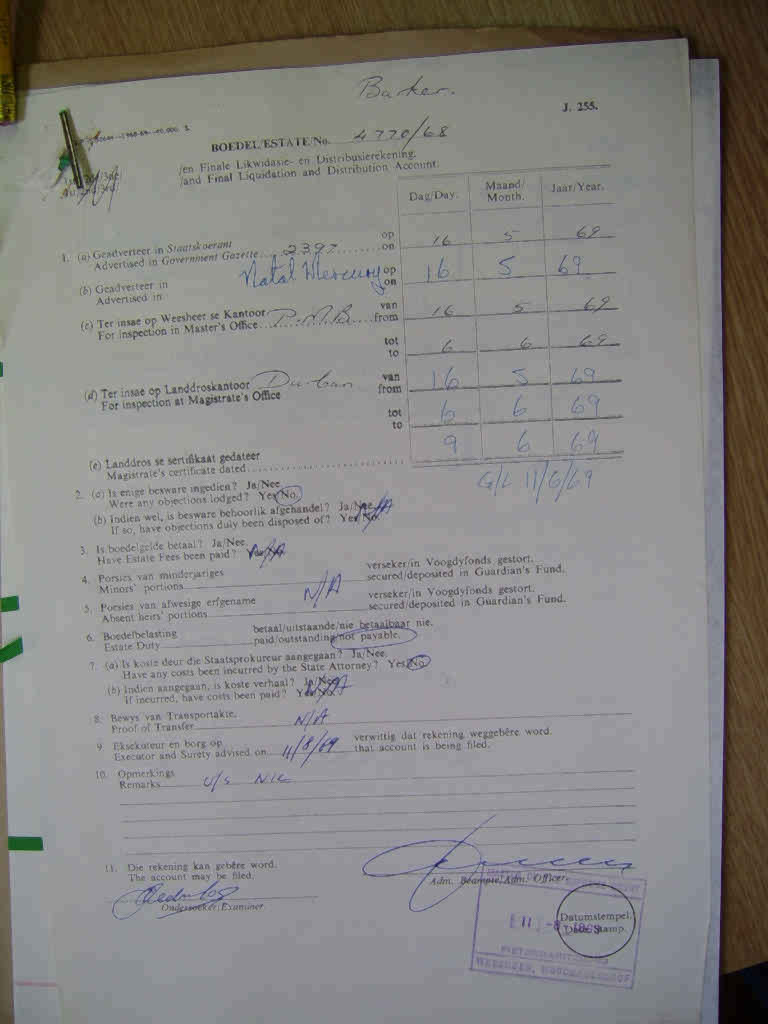 Barker.
J. 255.
BOEDEL/ESTATE/No. 4770/68
/en Finale Likwidasie- en Distribusierekening.
/and Final Liquidation and Distribution Account.
Dag/Day. Maand/Month. Jaar/Year.
1. (a) Geadverteer in Staatskoerant op
Advertised in Government Gazette 2397 on 16 5 69
(b) Geadverteer in Natal Mercury op 16 5 69
Advertised in on
(c) Ter insae op Weesheer se Kantoor P.M.B van 16 5 69
For inspection in Master's Office from
tot 6 6 69
to
(d) Ter insae op Landdroskantoor Durban van 16 5 69
For inspection at Magistrate's Office from
tot 6 6 69
to
(e) Landdros se sertifikaat gedateer 9 6 69
Magistrate's certificate dated
G/L 11/6/69
2. (a) Is enige besware ingedien? Ja/Nee.
Were any objections lodged? Yes/No.
(b) Indien wel, is besware behoorlik afgehandel? Ja/Nee.
If so, have objections duly been disposed of? Yes/No. N/A
3. Is boedelgelde betaal? Ja/Nee.
Have Estate Fees been paid? Yes/No. N/A
4. Porsies van minderjariges verseker/in Voogdyfonds gestort.
Minors' portions N/A secured/deposited in Guardian's Fund.
5. Porsies van afwesige erfgename verseker/in Voogdyfonds gestort.
Absent heirs' portions secured/deposited in Guardian's Fund.
6. Boedelbelasting betaal/uitstaande/nie betaalbaar nie.
Estate Duty paid/outstanding/not payable.
7. (a) Is koste deur die Staatsprokureur aangegaan? Ja/Nee.
Have any costs been incurred by the State Attorney? Yes/No.
(b) Indien aangegaan, is koste verhaal? Ja/Nee.
If incurred, have costs been paid? Yes/No. N/A
8. Bewys van Transportakte.
Proof of Transfer N/A
9. Eksekuteur en borg op verwittig dat rekening weggebêre word.
Executor and Surety advised on 11/8/69 that account is being filed.
10. Opmerkings
Remarks U/S NIL
11. Die rekening kan gebêre word.
The account may be filed.
Adm. Beampte/Adm. Officer.
Ondersoeker/Examiner
Datumstempel.
Date Stamp.